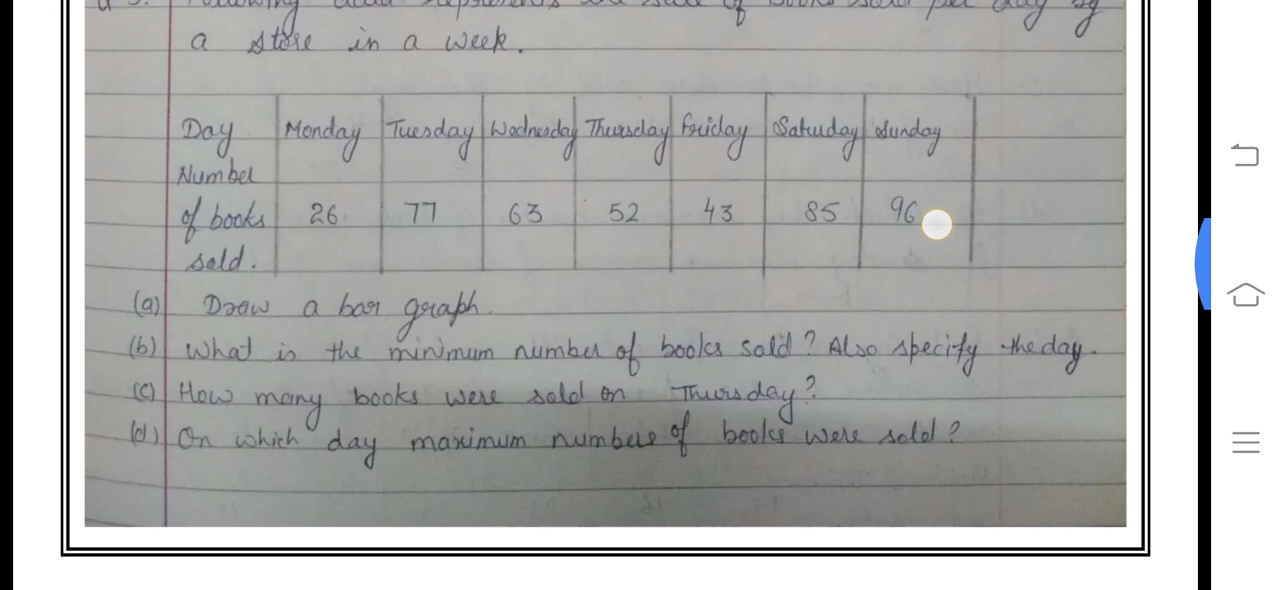 a store in a week.
Day Monday Tuesday Wednesday Thursday Friday Saturday Sunday
Number
of books 26 77 63 52 43 85 96
sold.
(a) Draw a bar graph.
(b) What is the minimum number of books sold? Also specify the day.
(c) How many books were sold on Thursday?
(d) On which day maximum numbers of books were sold?